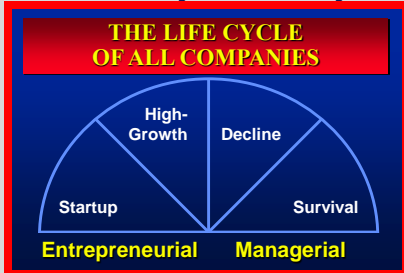 THE LIFE CYCLE
OF ALL COMPANIES
High-
Growth
Decline
Startup
Survival
Entrepreneurial
Managerial